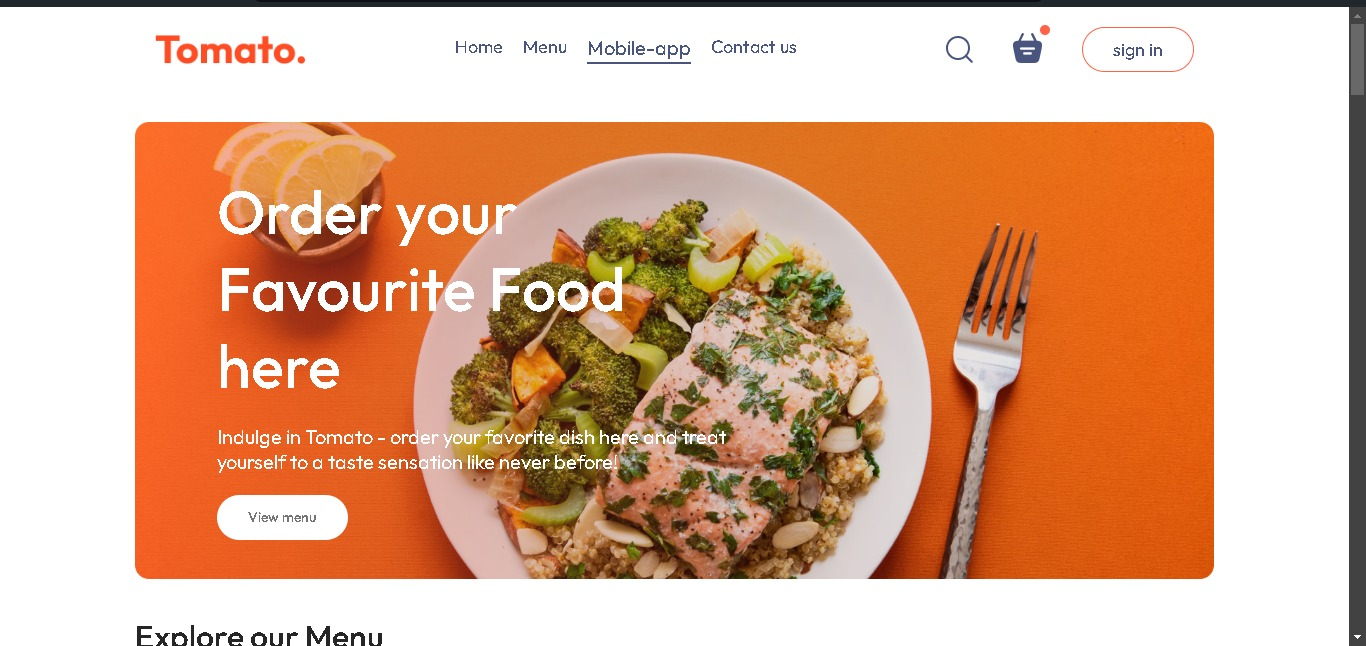 Tomato.
Home Menu Mobile-app Contact us
sign in
Order your
Favourite Food
here
Indulge in Tomato - order your favorite dish here and treat
yourself to a taste sensation like never before!
View menu
Explore our Menu